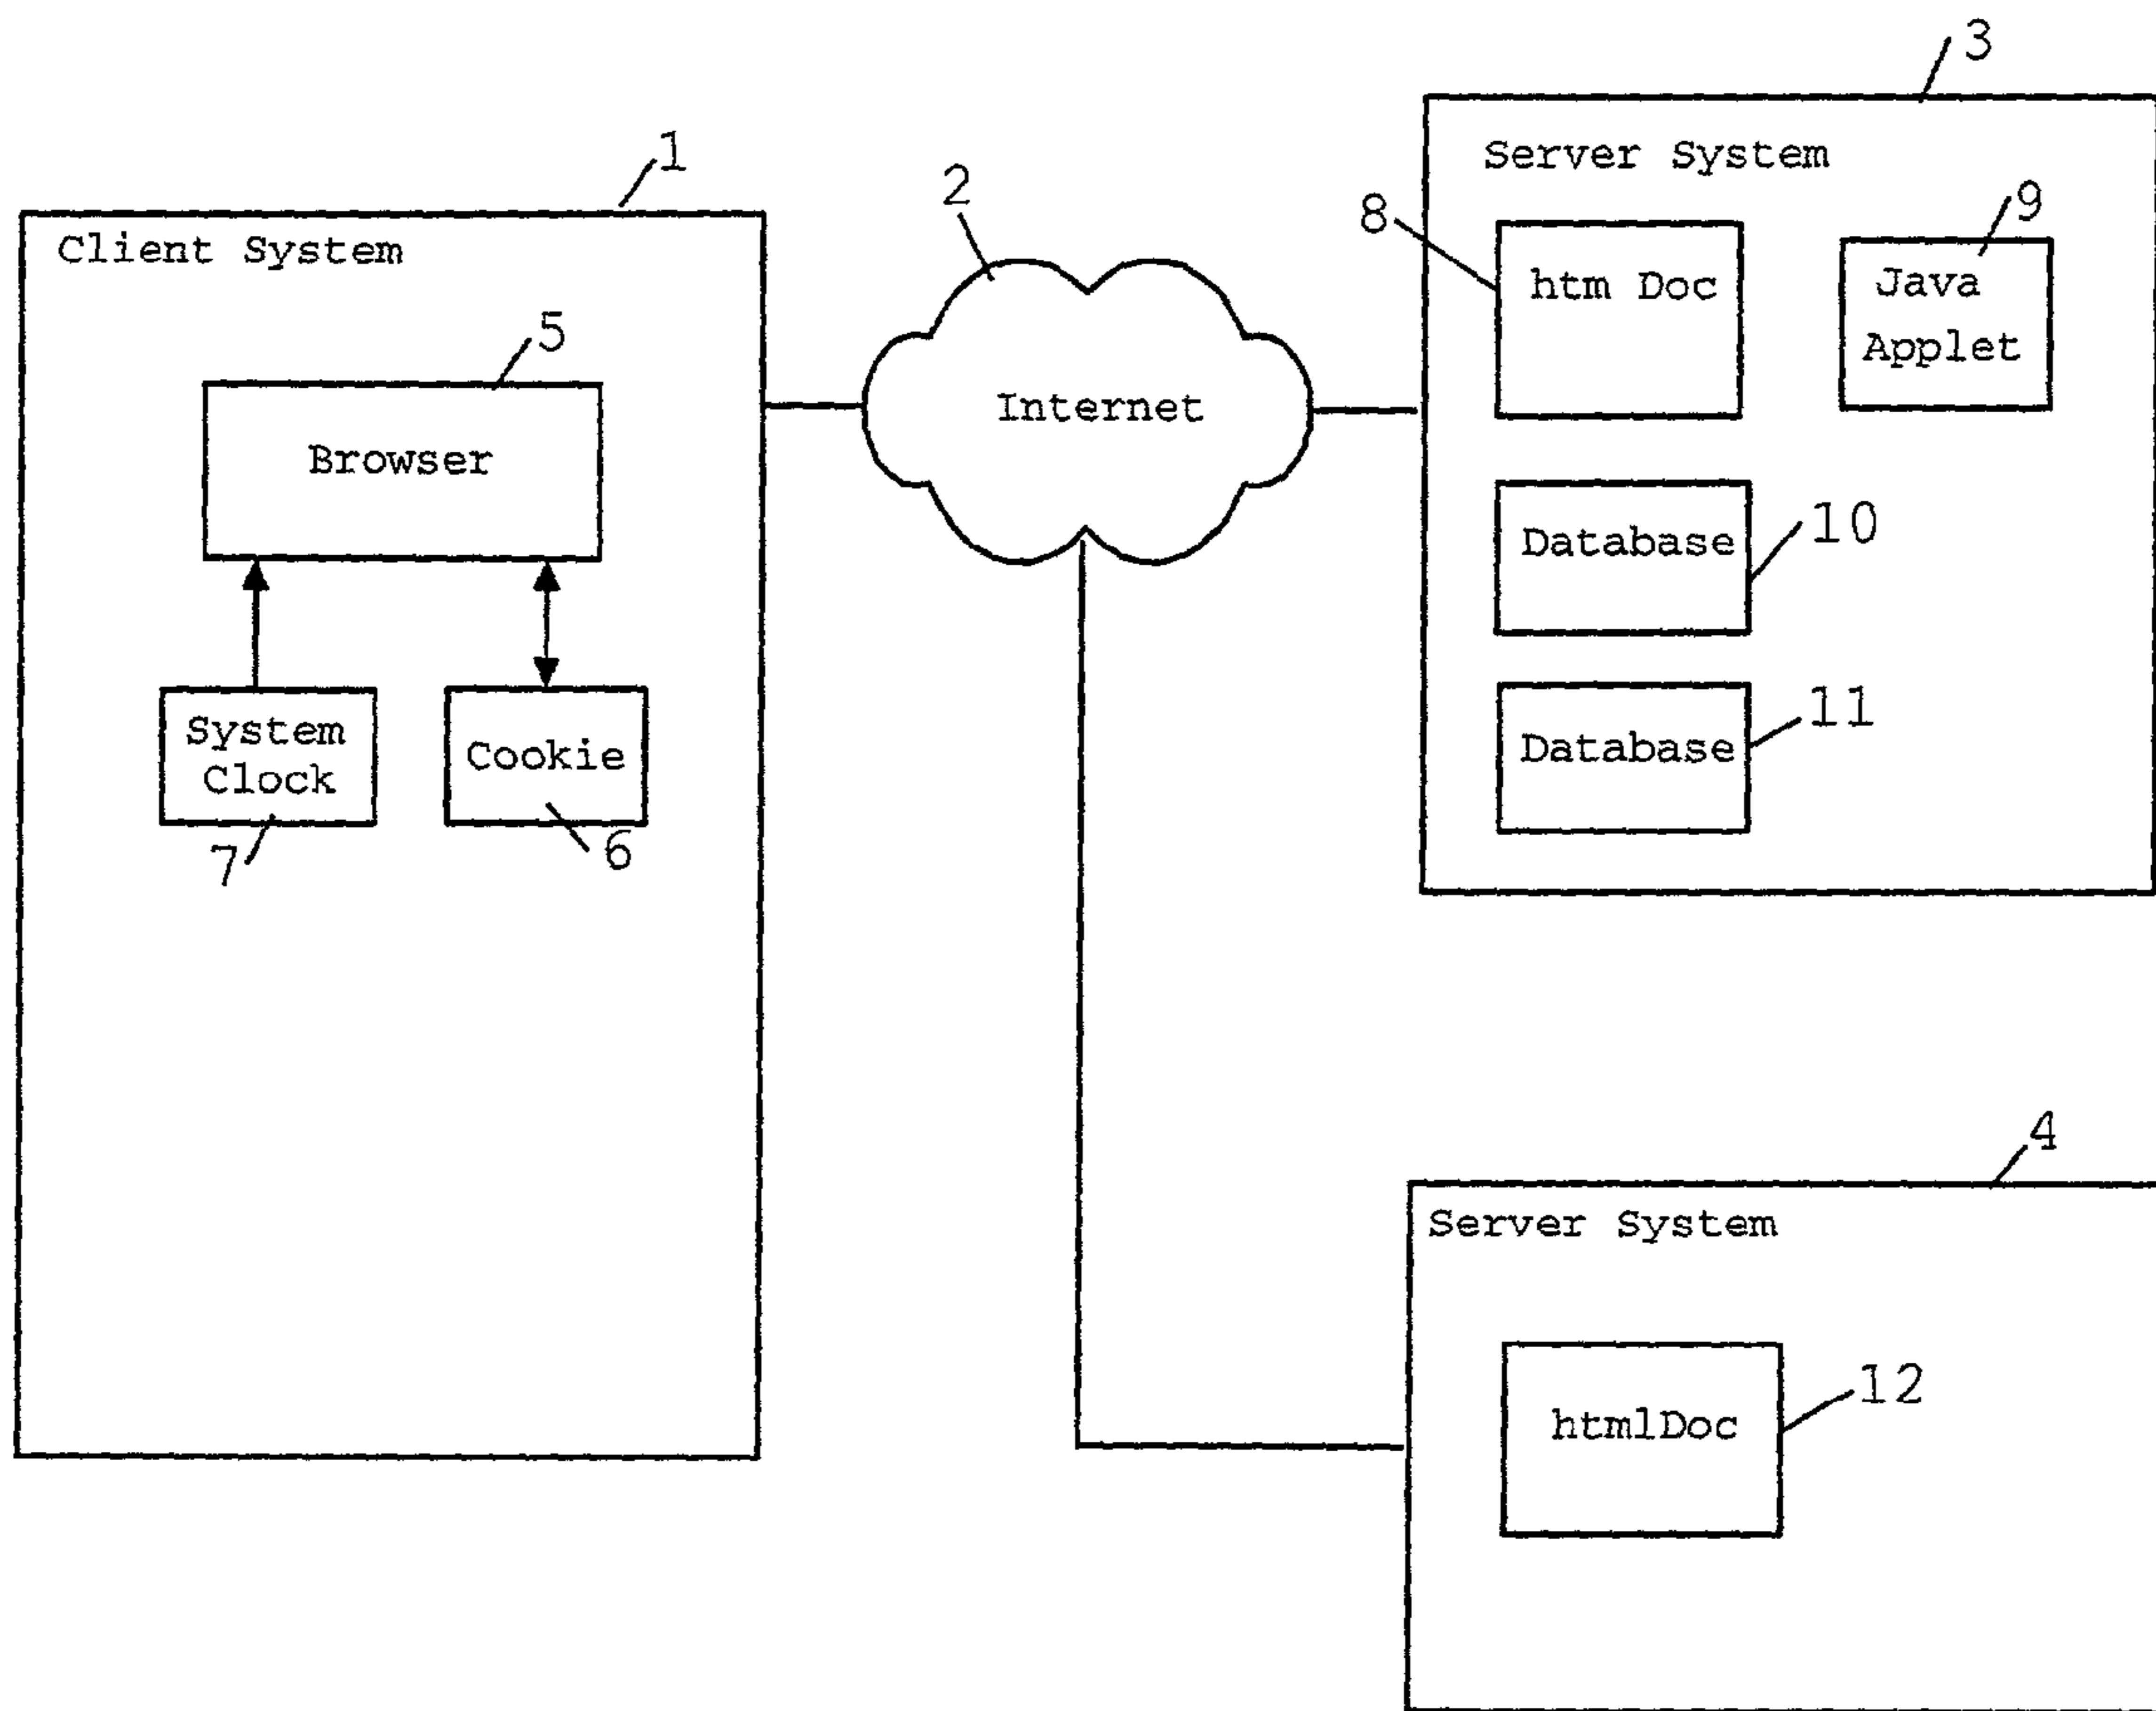 1
Client System
5
Browser
System
Clock
Cookie
7
6
2
Internet
3
Server System
8
htm Doc
9
Java
Applet
Database
10
Database
11
4
Server System
htmlDoc
12